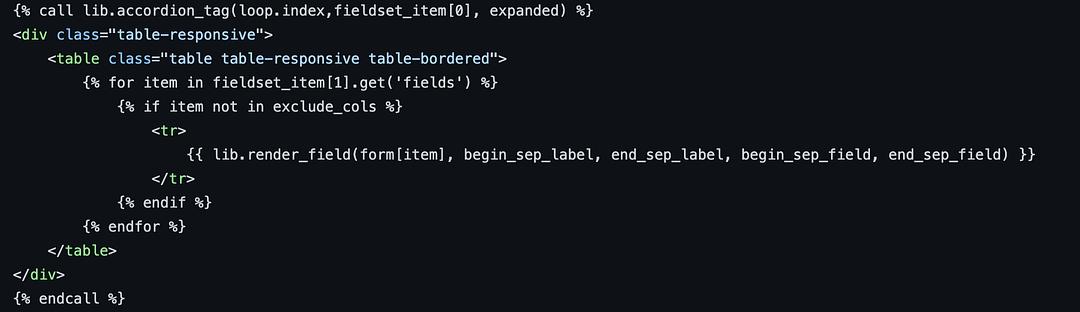 {% call lib.accordion_tag(loop.index,fieldset_item[0], expanded) %}
<div class="table-responsive">
    <table class="table table-responsive table-bordered">
        {% for item in fieldset_item[1].get('fields') %}
            {% if item not in exclude_cols %}
                <tr>
                    {{ lib.render_field(form[item], begin_sep_label, end_sep_label, begin_sep_field, end_sep_field) }}
                </tr>
            {% endif %}
        {% endfor %}
    </table>
</div>
{% endcall %}